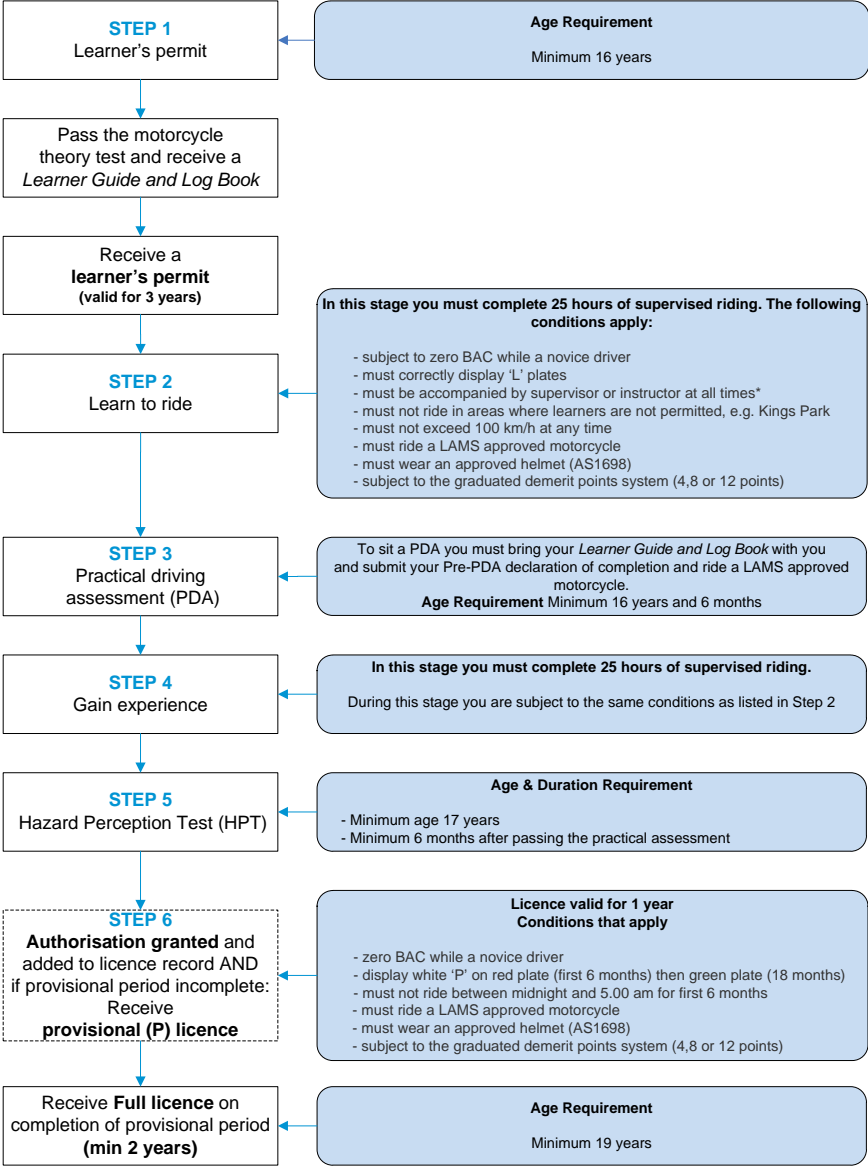 STEP 1
Learner's permit
Age Requirement
Minimum 16 years
Pass the motorcycle
theory test and receive a
Learner Guide and Log Book
Receive a
learner's permit
(valid for 3 years)
STEP 2
Learn to ride
In this stage you must complete 25 hours of supervised riding. The following
conditions apply:
- subject to zero BAC while a novice driver
- must correctly display ‘L’ plates
- must be accompanied by supervisor or instructor at all times*
- must not ride in areas where learners are not permitted, e.g. Kings Park
- must not exceed 100 km/h at any time
- must ride a LAMS approved motorcycle
- must wear an approved helmet (AS1698)
- subject to the graduated demerit points system (4,8 or 12 points)
STEP 3
Practical driving
assessment (PDA)
To sit a PDA you must bring your Learner Guide and Log Book with you
and submit your Pre-PDA declaration of completion and ride a LAMS approved
motorcycle.
Age Requirement Minimum 16 years and 6 months
STEP 4
Gain experience
In this stage you must complete 25 hours of supervised riding.
During this stage you are subject to the same conditions as listed in Step 2
STEP 5
Hazard Perception Test (HPT)
Age & Duration Requirement
- Minimum age 17 years
- Minimum 6 months after passing the practical assessment
STEP 6
Authorisation granted and
added to licence record AND
if provisional period incomplete:
Receive
provisional (P) licence
Licence valid for 1 year
Conditions that apply
- zero BAC while a novice driver
- display white ‘P’ on red plate (first 6 months) then green plate (18 months)
- must not ride between midnight and 5.00 am for first 6 months
- must ride a LAMS approved motorcycle
- must wear an approved helmet (AS1698)
- subject to the graduated demerit points system (4,8 or 12 points)
Receive Full licence on
completion of provisional period
(min 2 years)
Age Requirement
Minimum 19 years